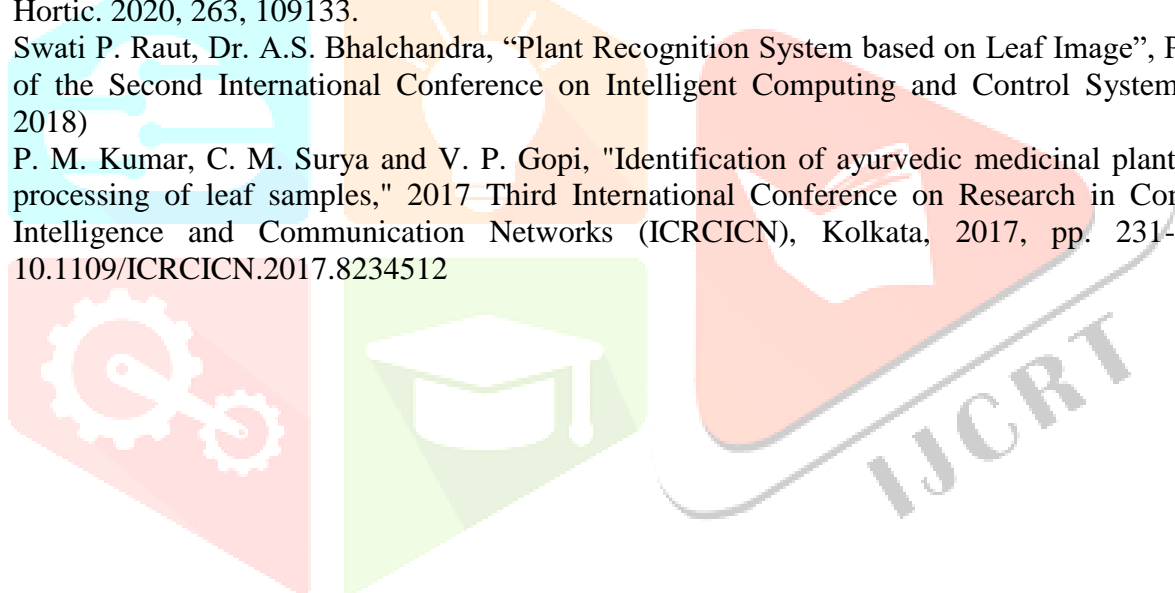 Hortic. 2020, 263, 109133.
Swati P. Raut, Dr. A.S. Bhalchandra, “Plant Recognition System based on Leaf Image”,
of the Second International Conference on Intelligent Computing and Control System
2018)
P. M. Kumar, C. M. Surya and V. P. Gopi, "Identification of ayurvedic medicinal plant
processing of leaf samples," 2017 Third International Conference on Research in
Intelligence and Communication Networks (ICRCICN), Kolkata, 2017, pp. 231-
10.1109/ICRCICN.2017.8234512
IJCRT